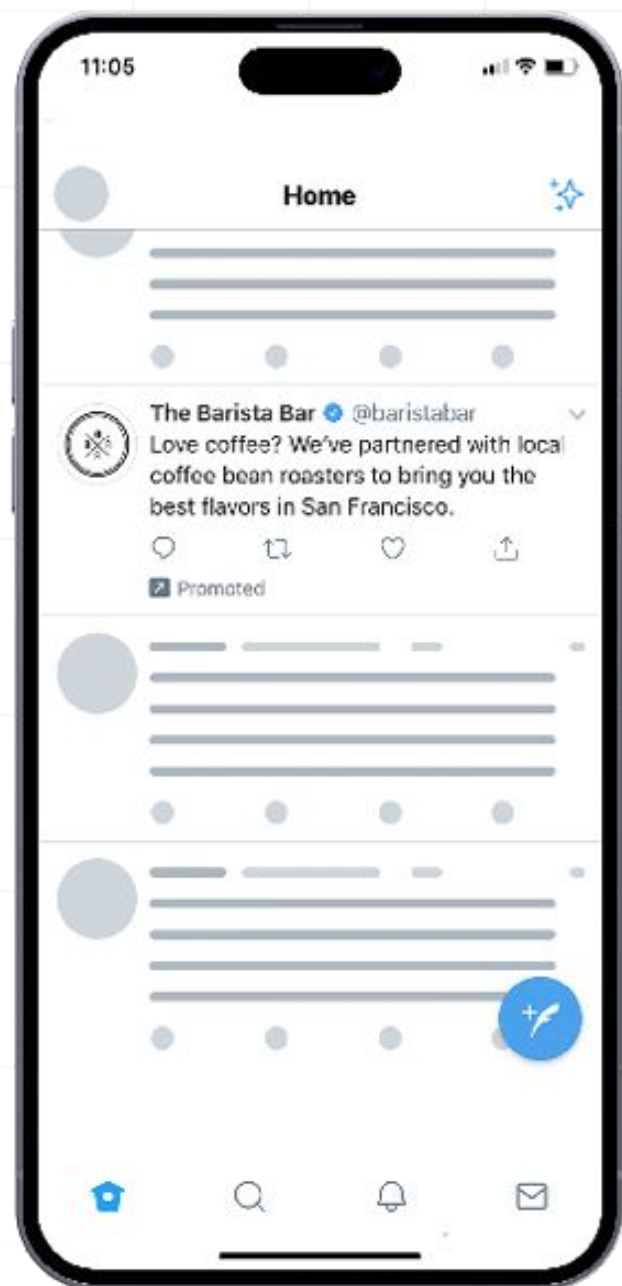 11:05
Home
The Barista Bar @baristabar
Love coffee? We've partnered with local
coffee bean roasters to bring you the
best flavors in San Francisco.
Promoted